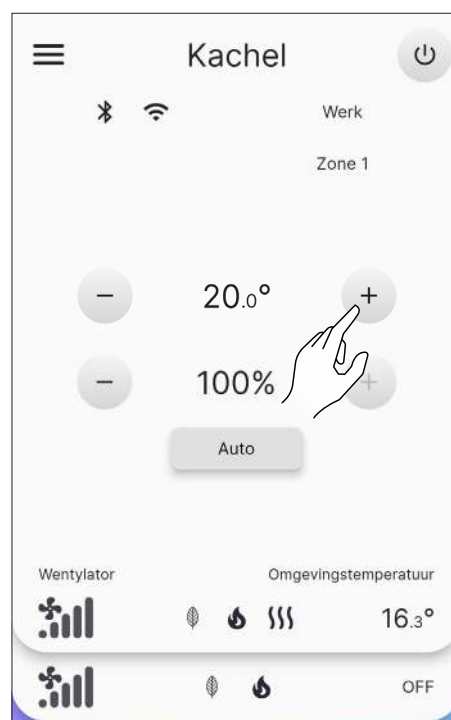 Kachel
Werk
Zone 1
− 20.0° +
− 100% +
Auto
Wentylator Omgevingstemperatuur
16.3°
OFF